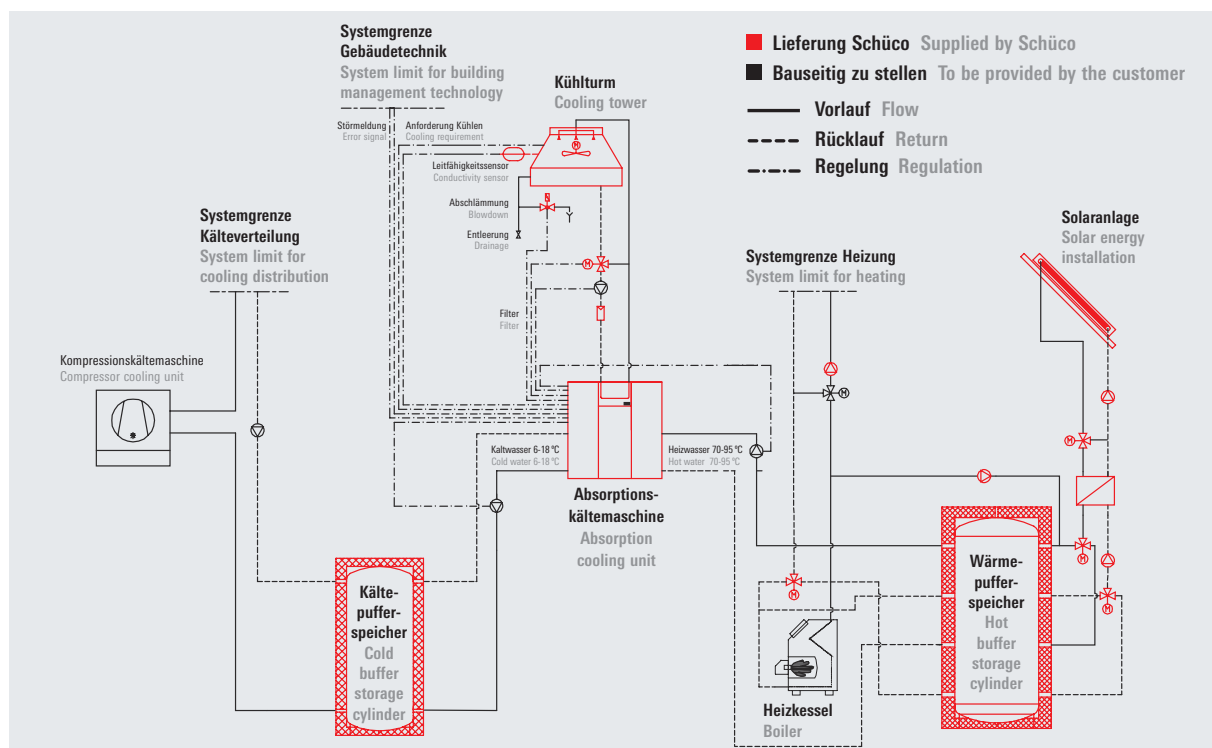 Systemgrenze
Gebäudetechnik
System limit for building
management technology
Lieferung Schüco Supplied by Schüco
Bauseitig zu stellen To be provided by the customer
Vorlauf Flow
Rücklauf Return
Regelung Regulation
Kühlturm
Cooling tower
Störmeldung
Error signal
Anforderung Kühlen
Cooling requirement
M
Leitfähigkeitssensor
Conductivity sensor
Abschlämmung
Blowdown
Entleerung
Drainage
M
Filter
Filter
Systemgrenze
Kälteverteilung
System limit for
cooling distribution
Systemgrenze Heizung
System limit for heating
Solaranlage
Solar energy
installation
Kompressionskältemaschine
Compressor cooling unit
M
M
Kaltwasser 6-18 °C
Cold water 6-18 °C
Heizwasser 70-95 °C
Hot water 70-95 °C
Absorptions-
kältemaschine
Absorption
cooling unit
Kälte-
puffer-
speicher
Cold
buffer
storage
cylinder
Wärme-
puffer-
speicher
Hot
buffer
storage
cylinder
M
M
M
Heizkessel
Boiler